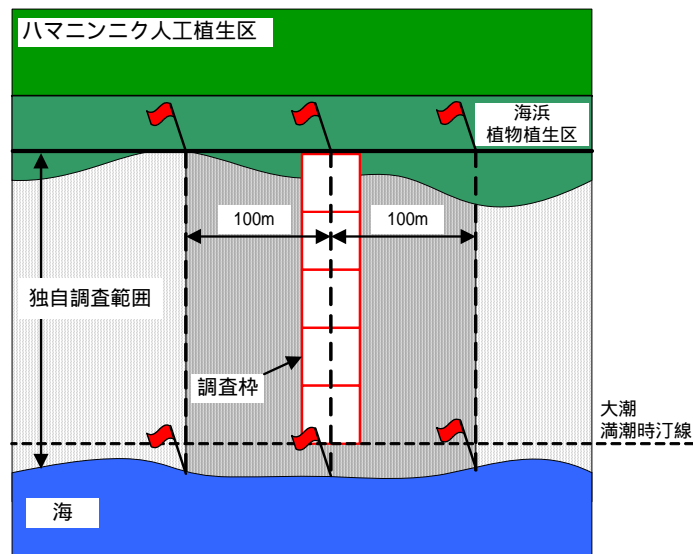 ハマニンニク人工植生区
海浜
植物植生区
100m
100m
独自調査範囲
調査枠
大潮
満潮時汀線
海